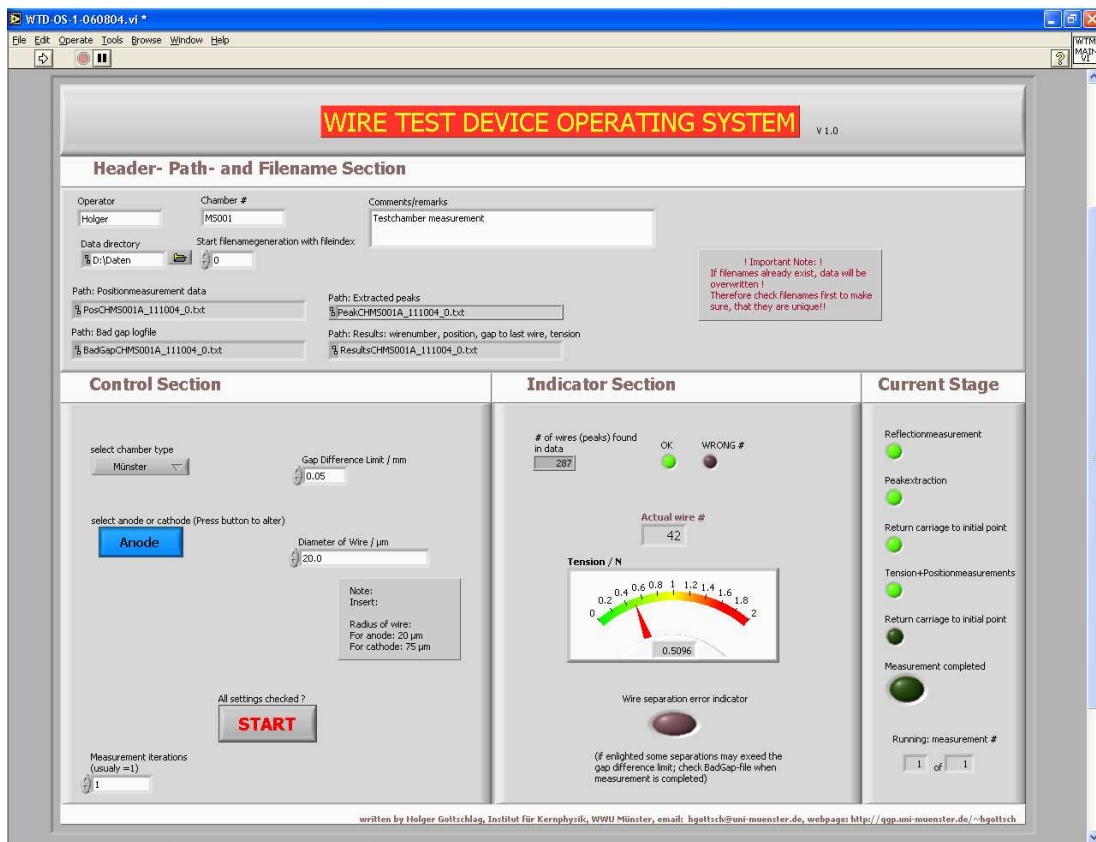 WTD-OS-1-060804.vi *
File Edit Operate Tools Browse Window Help
WTM
MAIN
VI
WIRE TEST DEVICE OPERATING SYSTEM
V 1.0
Header- Path- and Filename Section
Operator
Chamber #
Comments/remarks
Holger
MS001
Testchamber measurement
Data directory
Start filenamegeneration with fileindex
D:\Daten
0
! Important Note: !
If filenames already exist, data will be
overwritten !
Therefore check filenames first to make
sure, that they are unique!!
Path: Positionmeasurement data
Path: Extracted peaks
PosCHMS001A_111004_0.txt
PeakCHMS001A_111004_0.txt
Path: Bad gap logfile
Path: Results: wirenumber, position, gap to last wire, tension
BadGapCHMS001A_111004_0.txt
ResultsCHMS001A_111004_0.txt
Control Section
select chamber type
Münster
Gap Difference Limit / mm
0.05
select anode or cathode (Press button to alter)
Anode
Diameter of Wire / µm
20.0
Note:
Insert:
Radius of wire:
For anode: 20 µm
For cathode: 75 µm
All settings checked ?
START
Measurement iterations
(usualy =1)
1
Indicator Section
# of wires (peaks) found
in data
287
OK
WRONG #
Actual wire #
42
Tension / N
0 0.2 0.4 0.6 0.8 1 1.2 1.4 1.6 1.8 2
0.5096
Wire separation error indicator
(if enlighted some separations may exeed the
gap difference limit; check BadGap-file when
measurement is completed)
Current Stage
Reflectionmeasurement
Peakextraction
Return carriage to initial point
Tension+Positionmeasurements
Return carriage to initial point
Measurement completed
Running: measurement #
1 of 1
written by Holger Gottschlag, Institut für Kernphysik, WWU Münster, email: hgottsch@uni-muenster.de, webpage: http://qgp.uni-muenster.de/~hgottsch